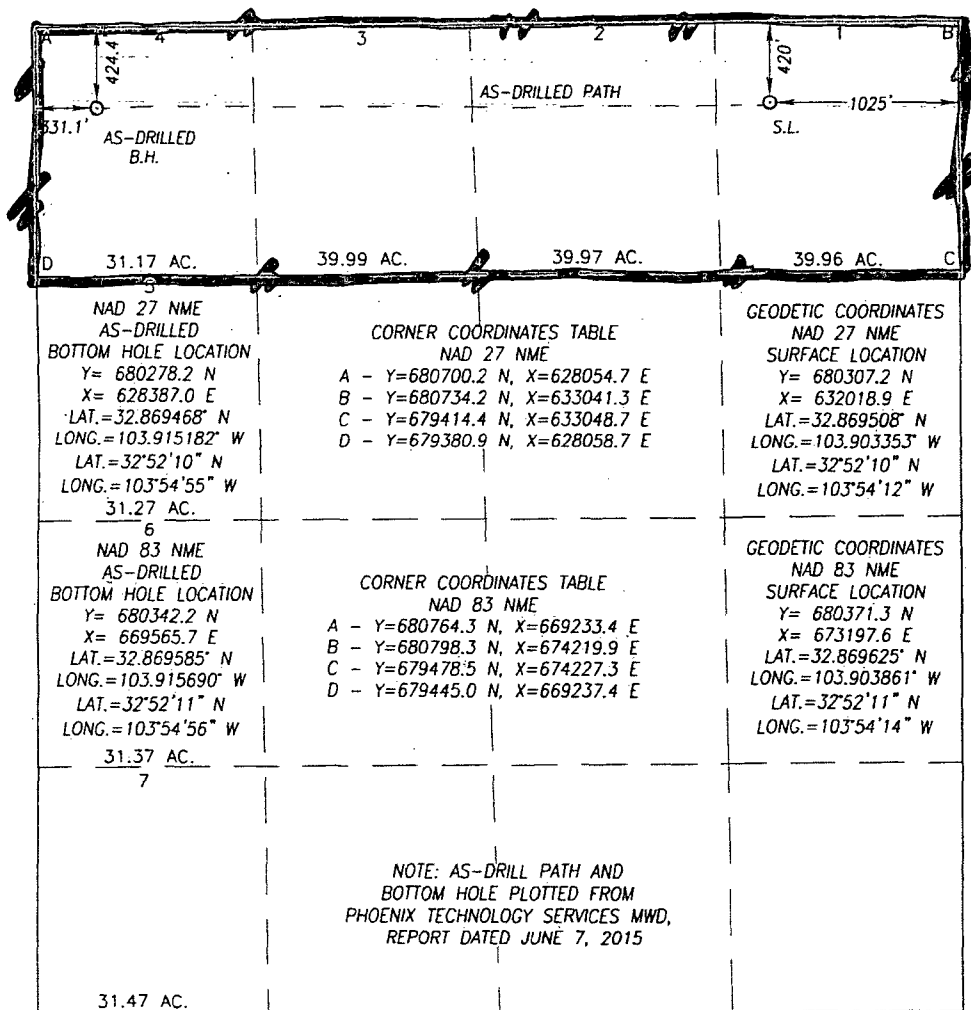 A 4 3 2 1 B
424.4
420'
AS-DRILLED PATH
1025'
331.1'
S.L.
AS-DRILLED
B.H.
D 31.17 AC. 39.99 AC. 39.97 AC. 39.96 AC. C
5
NAD 27 NME
AS-DRILLED
BOTTOM HOLE LOCATION
Y= 680278.2 N
X= 628387.0 E
LAT.=32.869468° N
LONG.=103.915182° W
LAT.=32°52'10" N
LONG.=103°54'55" W
31.27 AC.
CORNER COORDINATES TABLE
NAD 27 NME
A - Y=680700.2 N, X=628054.7 E
B - Y=680734.2 N, X=633041.3 E
C - Y=679414.4 N, X=633048.7 E
D - Y=679380.9 N, X=628058.7 E
GEODETIC COORDINATES
NAD 27 NME
SURFACE LOCATION
Y= 680307.2 N
X= 632018.9 E
LAT.=32.869508° N
LONG.=103.903353° W
LAT.=32°52'10" N
LONG.=103°54'12" W
6
NAD 83 NME
AS-DRILLED
BOTTOM HOLE LOCATION
Y= 680342.2 N
X= 669565.7 E
LAT.=32.869585° N
LONG.=103.915690° W
LAT.=32°52'11" N
LONG.=103°54'56" W
31.37 AC.
CORNER COORDINATES TABLE
NAD 83 NME
A - Y=680764.3 N, X=669233.4 E
B - Y=680798.3 N, X=674219.9 E
C - Y=679478.5 N, X=674227.3 E
D - Y=679445.0 N, X=669237.4 E
GEODETIC COORDINATES
NAD 83 NME
SURFACE LOCATION
Y= 680371.3 N
X= 673197.6 E
LAT.=32.869625° N
LONG.=103.903861° W
LAT.=32°52'11" N
LONG.=103°54'14" W
7
NOTE: AS-DRILL PATH AND
BOTTOM HOLE PLOTTED FROM
PHOENIX TECHNOLOGY SERVICES MWD,
REPORT DATED JUNE 7, 2015
31.47 AC.